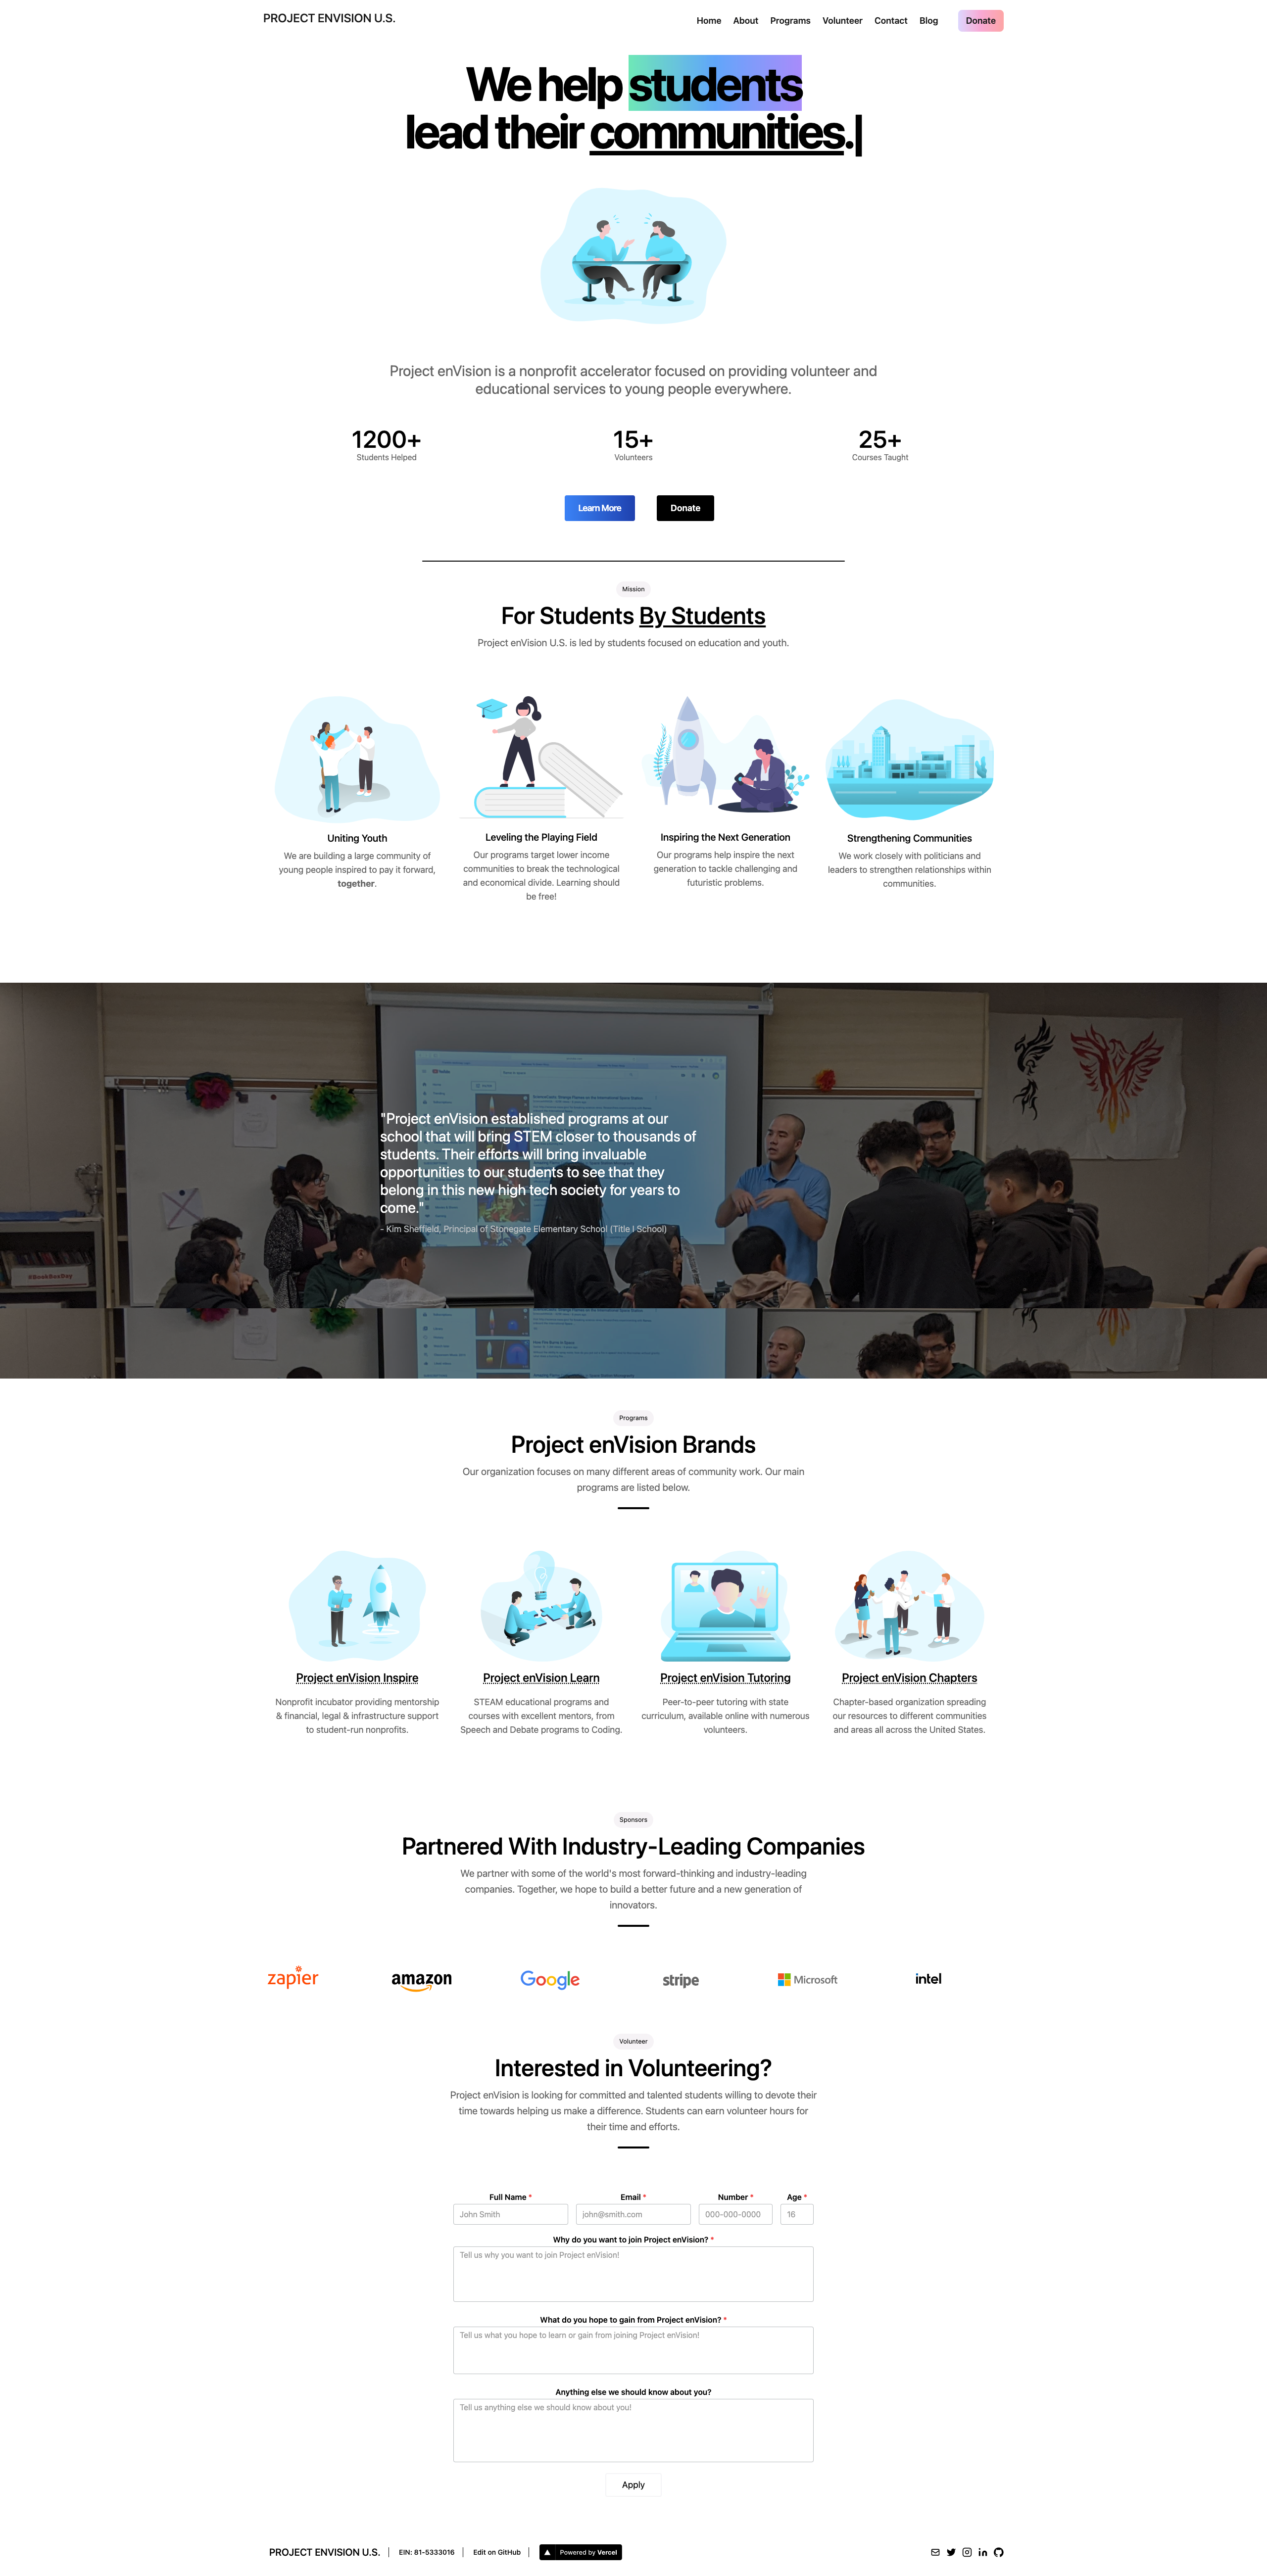 PROJECT ENVISION U.S.
Home About Programs Volunteer Contact Blog Donate
We help students
lead their communities.|
Project enVision is a nonprofit accelerator focused on providing volunteer and
educational services to young people everywhere.
1200+ 15+ 25+
Students Helped Volunteers Courses Taught
Learn More Donate
Mission
For Students By Students
Project enVision U.S. is led by students focused on education and youth.
Uniting Youth
We are building a large community of
young people inspired to pay it forward,
together.
Leveling the Playing Field
Our programs target lower income
communities to break the technological
and economical divide. Learning should
be free!
Inspiring the Next Generation
Our programs help inspire the next
generation to tackle challenging and
futuristic problems.
Strengthening Communities
We work closely with politicians and
leaders to strengthen relationships within
communities.
"Project enVision established programs at our
school that will bring STEM closer to thousands of
students. Their efforts will bring invaluable
opportunities to our students to see that they
belong in this new high tech society for years to
come."
- Kim Sheffield, Principal of Stonegate Elementary School (Title I School)
#BookBoxDay
Programs
Project enVision Brands
Our organization focuses on many different areas of community work. Our main
programs are listed below.
Project enVision Inspire
Nonprofit incubator providing mentorship
& financial, legal & infrastructure support
to student-run nonprofits.
Project enVision Learn
STEAM educational programs and
courses with excellent mentors, from
Speech and Debate programs to Coding.
Project enVision Tutoring
Peer-to-peer tutoring with state
curriculum, available online with numerous
volunteers.
Project enVision Chapters
Chapter-based organization spreading
our resources to different communities
and areas all across the United States.
Sponsors
Partnered With Industry-Leading Companies
We partner with some of the world's most forward-thinking and industry-leading
companies. Together, we hope to build a better future and a new generation of
innovators.
zapier amazon Google stripe Microsoft intel
Volunteer
Interested in Volunteering?
Project enVision is looking for committed and talented students willing to devote their
time towards helping us make a difference. Students can earn volunteer hours for
their time and efforts.
Full Name * Email * Number * Age *
John Smith john@smith.com 000-000-0000 16
Why do you want to join Project enVision? *
Tell us why you want to join Project enVision!
What do you hope to gain from Project enVision? *
Tell us what you hope to learn or gain from joining Project enVision!
Anything else we should know about you?
Tell us anything else we should know about you!
Apply
PROJECT ENVISION U.S. | EIN: 81-5333016 | Edit on GitHub | Powered by Vercel